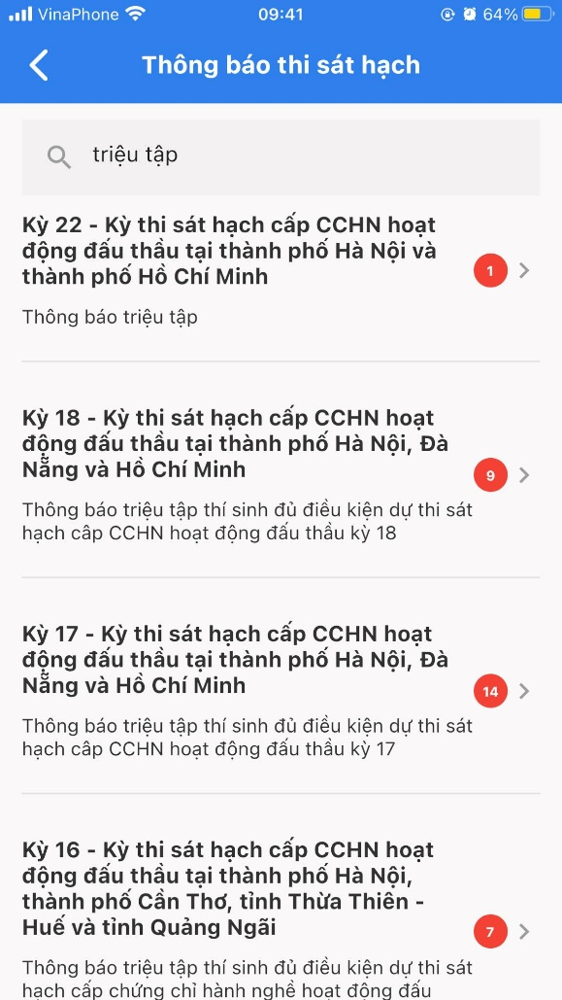 VinaPhone 09:41 64%
Thông báo thi sát hạch
triệu tập
Kỳ 22 - Kỳ thi sát hạch cấp CCHN hoạt
động đấu thầu tại thành phố Hà Nội và
thành phố Hồ Chí Minh
1
Thông báo triệu tập
Kỳ 18 - Kỳ thi sát hạch cấp CCHN hoạt
động đấu thầu tại thành phố Hà Nội, Đà
Nẵng và Hồ Chí Minh
9
Thông báo triệu tập thí sinh đủ điều kiện dự thi sát
hạch câp CCHN hoạt động đấu thầu kỳ 18
Kỳ 17 - Kỳ thi sát hạch cấp CCHN hoạt
động đấu thầu tại thành phố Hà Nội, Đà
Nẵng và Hồ Chí Minh
14
Thông báo triệu tập thí sinh đủ điều kiện dự thi sát
hạch câp CCHN hoạt động đấu thầu kỳ 17
Kỳ 16 - Kỳ thi sát hạch cấp CCHN hoạt
động đấu thầu tại thành phố Hà Nội,
thành phố Cần Thơ, tỉnh Thừa Thiên -
Huế và tỉnh Quảng Ngãi
7
Thông báo triệu tập thí sinh đủ điều kiện dự thi sát
hạch cấp chứng chỉ hành nghề hoạt động đấu